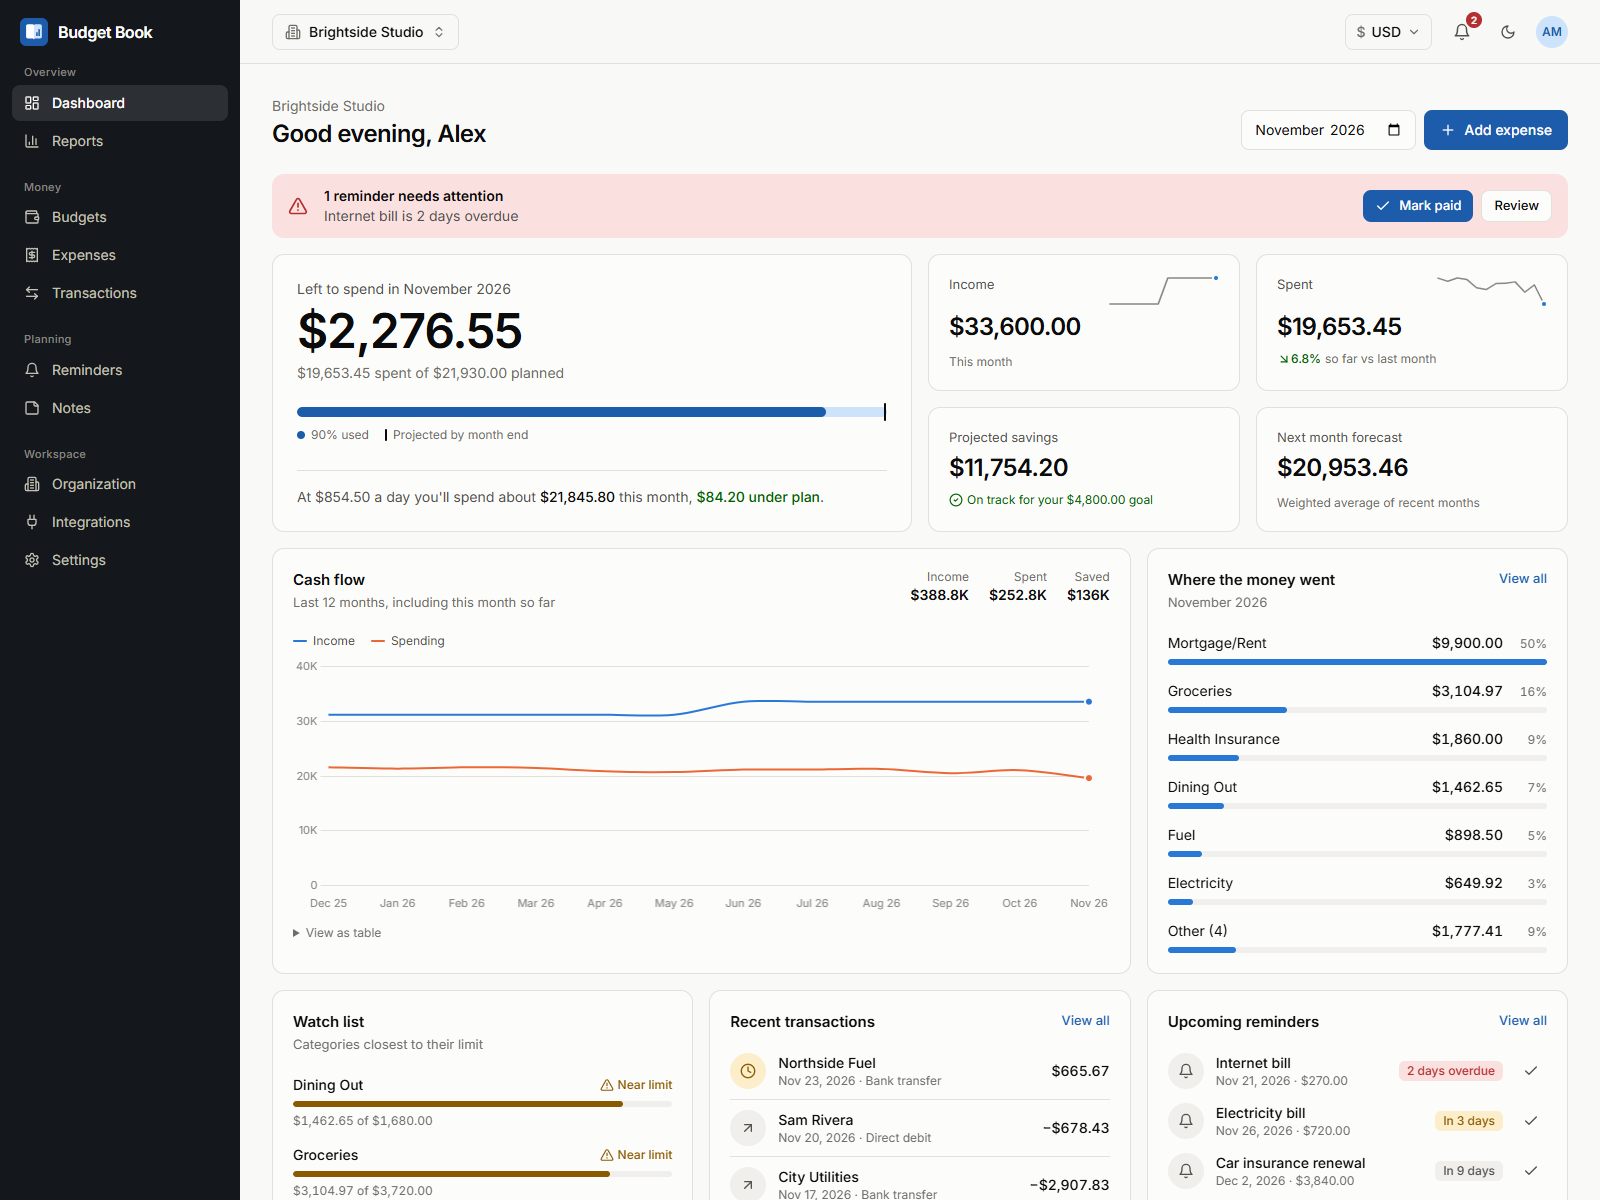 Budget Book
Overview
Dashboard
Reports
Money
Budgets
Expenses
Transactions
Planning
Reminders
Notes
Workspace
Organization
Integrations
Settings
Brightside Studio
$ USD
2
AM
Brightside Studio
Good evening, Alex
November 2026
Add expense
1 reminder needs attention
Internet bill is 2 days overdue
Mark paid
Review
Left to spend in November 2026
$2,276.55
$19,653.45 spent of $21,930.00 planned
90% used
Projected by month end
At $854.50 a day you'll spend about $21,845.80 this month, $84.20 under plan.
Income
$33,600.00
This month
Spent
$19,653.45
6.8% so far vs last month
Projected savings
$11,754.20
On track for your $4,800.00 goal
Next month forecast
$20,953.46
Weighted average of recent months
Cash flow
Last 12 months, including this month so far
Income
$388.8K
Spent
$252.8K
Saved
$136K
Income
Spending
40K
30K
20K
10K
0
Dec 25 Jan 26 Feb 26 Mar 26 Apr 26 May 26 Jun 26 Jul 26 Aug 26 Sep 26 Oct 26 Nov 26
View as table
Where the money went
View all
November 2026
Mortgage/Rent $9,900.00 50%
Groceries $3,104.97 16%
Health Insurance $1,860.00 9%
Dining Out $1,462.65 7%
Fuel $898.50 5%
Electricity $649.92 3%
Other (4) $1,777.41 9%
Watch list
Categories closest to their limit
Dining Out Near limit
$1,462.65 of $1,680.00
Groceries Near limit
$3,104.97 of $3,720.00
Recent transactions
View all
Northside Fuel
Nov 23, 2026 · Bank transfer
$665.67
Sam Rivera
Nov 20, 2026 · Direct debit
−$678.43
City Utilities
Nov 17, 2026 · Bank transfer
−$2,907.83
Upcoming reminders
View all
Internet bill
Nov 21, 2026 · $270.00
2 days overdue
Electricity bill
Nov 26, 2026 · $720.00
In 3 days
Car insurance renewal
Dec 2, 2026 · $3,840.00
In 9 days